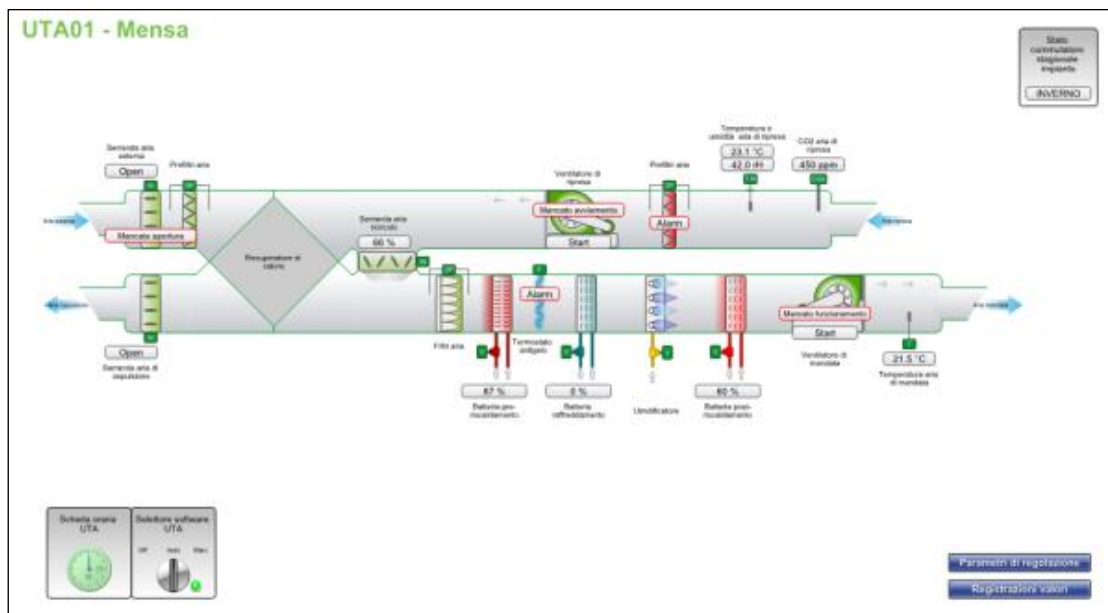 UTA01 - Mensa
Stato
commutatore
stagionale
impianto
INVERNO
Serranda aria
esterna
Open
Prefiltri aria
Mancata apertura
Recuperatore di
calore
Serranda aria
ricircolo
66 %
Ventilatore di
ripresa
Mancato avviamento
Start
Prefiltri aria
Alarm
Temperatura e
umidità aria di ripresa
23.1 °C
42.0 rH
CO2 aria di
ripresa
450 ppm
Open
Serranda aria di
espulsione
Filtri aria
Alarm
Termostato
antigelo
67 %
Batteria pre-
riscaldamento
0 %
Batteria
raffreddamento
Umidificatore
60 %
Batteria post-
riscaldamento
Mancato funzionamento
Start
Ventilatore di
mandata
21.5 °C
Temperatura aria
di mandata
Scheda oraria
UTA
Selettore software
UTA
Off Auto Man.
Parametri di regolazione
Registrazioni valori